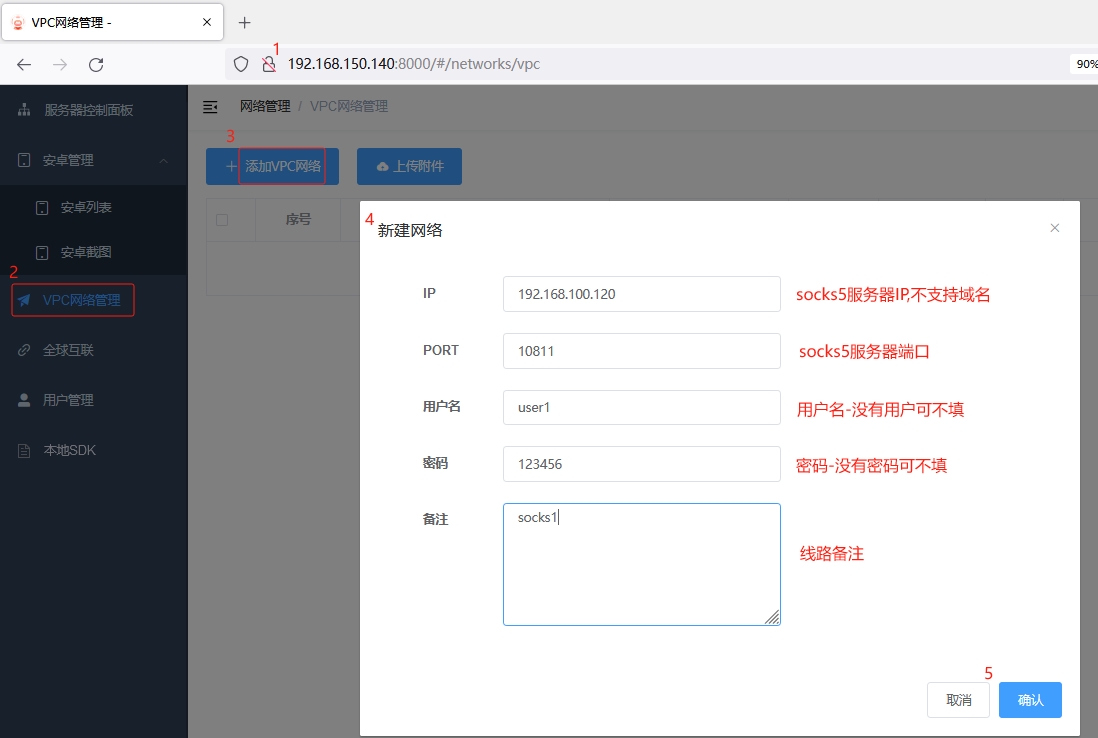 VPC网络管理 -
1
192.168.150.140:8000/#/networks/vpc
90%
服务器控制面板
网络管理 / VPC网络管理
3
安卓管理
添加VPC网络
上传附件
安卓列表
4
序号
新建网络
安卓截图
2
VPC网络管理
IP
192.168.100.120
socks5服务器IP,不支持域名
全球互联
PORT
10811
socks5服务器端口
用户管理
用户名
user1
用户名-没有用户可不填
本地SDK
密码
123456
密码-没有密码可不填
备注
socks1
线路备注
5
取消
确认